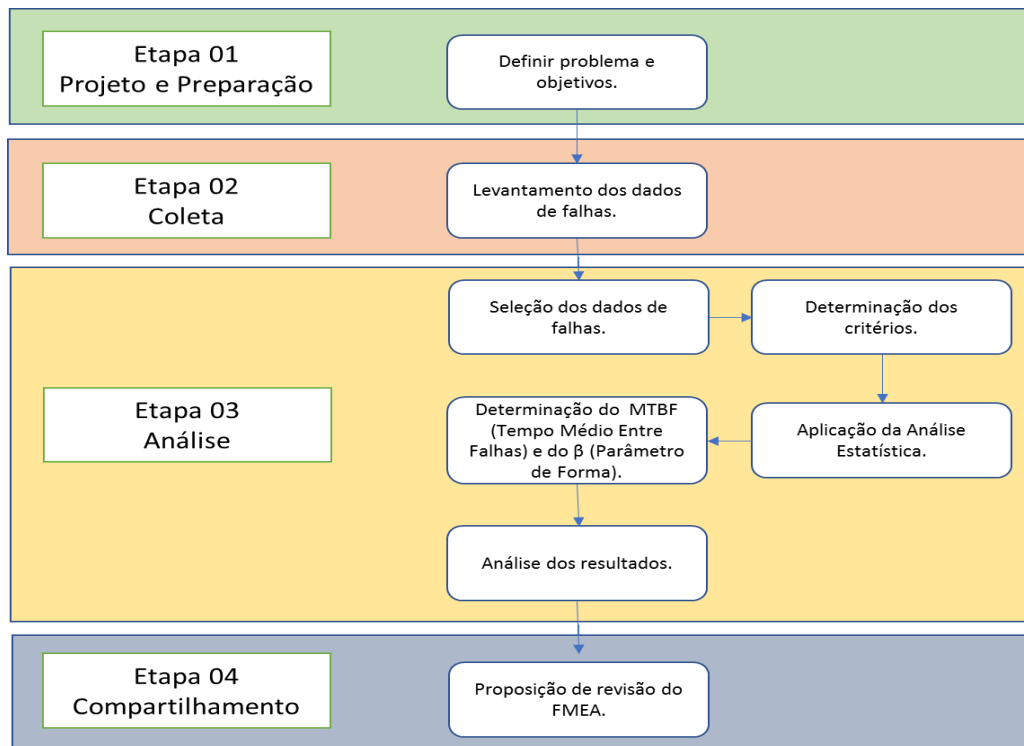 Etapa 01
Projeto e Preparação
Definir problema e
objetivos.
Etapa 02
Coleta
Levantamento dos dados
de falhas.
Etapa 03
Análise
Seleção dos dados de
falhas.
Determinação dos
critérios.
Aplicação da Análise
Estatística.
Determinação do  MTBF
(Tempo Médio Entre
Falhas) e do β (Parâmetro
de Forma).
Análise dos resultados.
Etapa 04
Compartilhamento
Proposição de revisão do
FMEA.